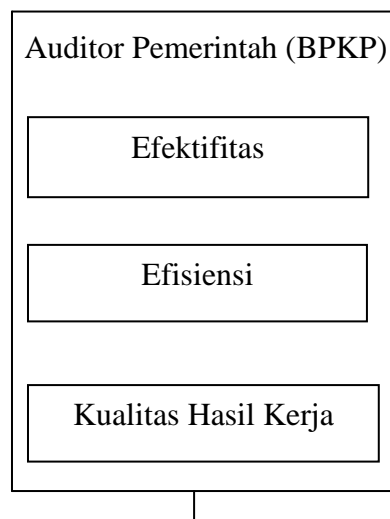 Auditor Pemerintah (BPKP)
Efektifitas
Efisiensi
Kualitas Hasil Kerja